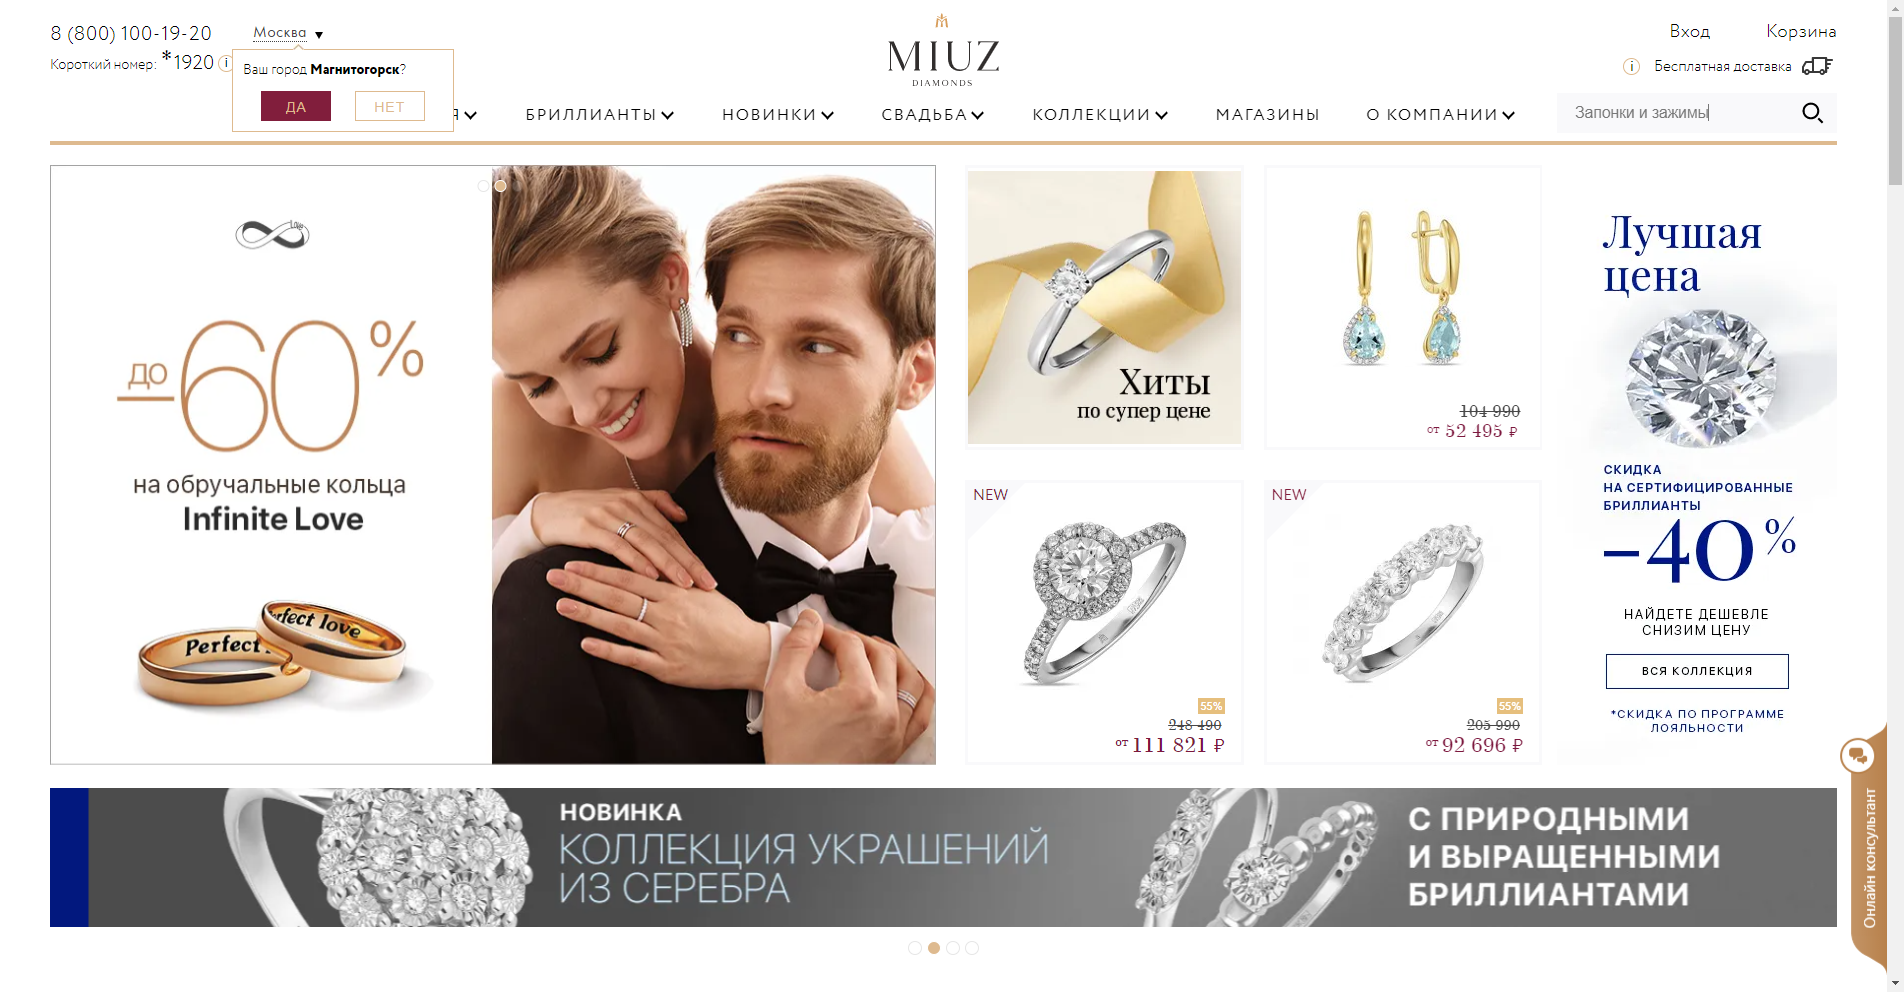 8 (800) 100-19-20
Москва
Короткий номер: *1920
Ваш город Магнитогорск?
ДА
НЕТ
MIUZ
DIAMONDS
Вход
Корзина
Бесплатная доставка
Я
БРИЛЛИАНТЫ
НОВИНКИ
СВАДЬБА
КОЛЛЕКЦИИ
МАГАЗИНЫ
О КОМПАНИИ
Запонки и зажимы
Love
до
-60%
на обручальные кольца
Infinite Love
Perfect
rfect love
Хиты
по супер цене
104 990
от 52 495 ₽
NEW
55%
248 490
от 111 821 ₽
NEW
55%
205 990
от 92 696 ₽
Лучшая
цена
СКИДКА
НА СЕРТИФИЦИРОВАННЫЕ
БРИЛЛИАНТЫ
-40%
НАЙДЕТЕ ДЕШЕВЛЕ
СНИЗИМ ЦЕНУ
ВСЯ КОЛЛЕКЦИЯ
*СКИДКА ПО ПРОГРАММЕ
ЛОЯЛЬНОСТИ
НОВИНКА
КОЛЛЕКЦИЯ УКРАШЕНИЙ
ИЗ СЕРЕБРА
С ПРИРОДНЫМИ
И ВЫРАЩЕННЫМИ
БРИЛЛИАНТАМИ
Онлайн консультант